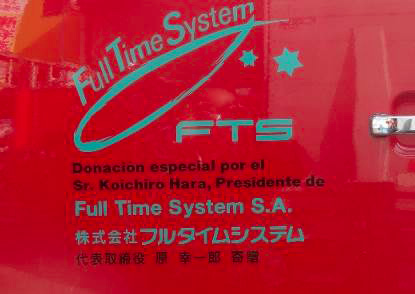 Full Time System
FTS
Donacion especial por el
Sr. Koichiro Hara, Presidente de
Full Time System S.A.
株式会社フルタイムシステム
代表取締役 原 幸一郎 寄贈